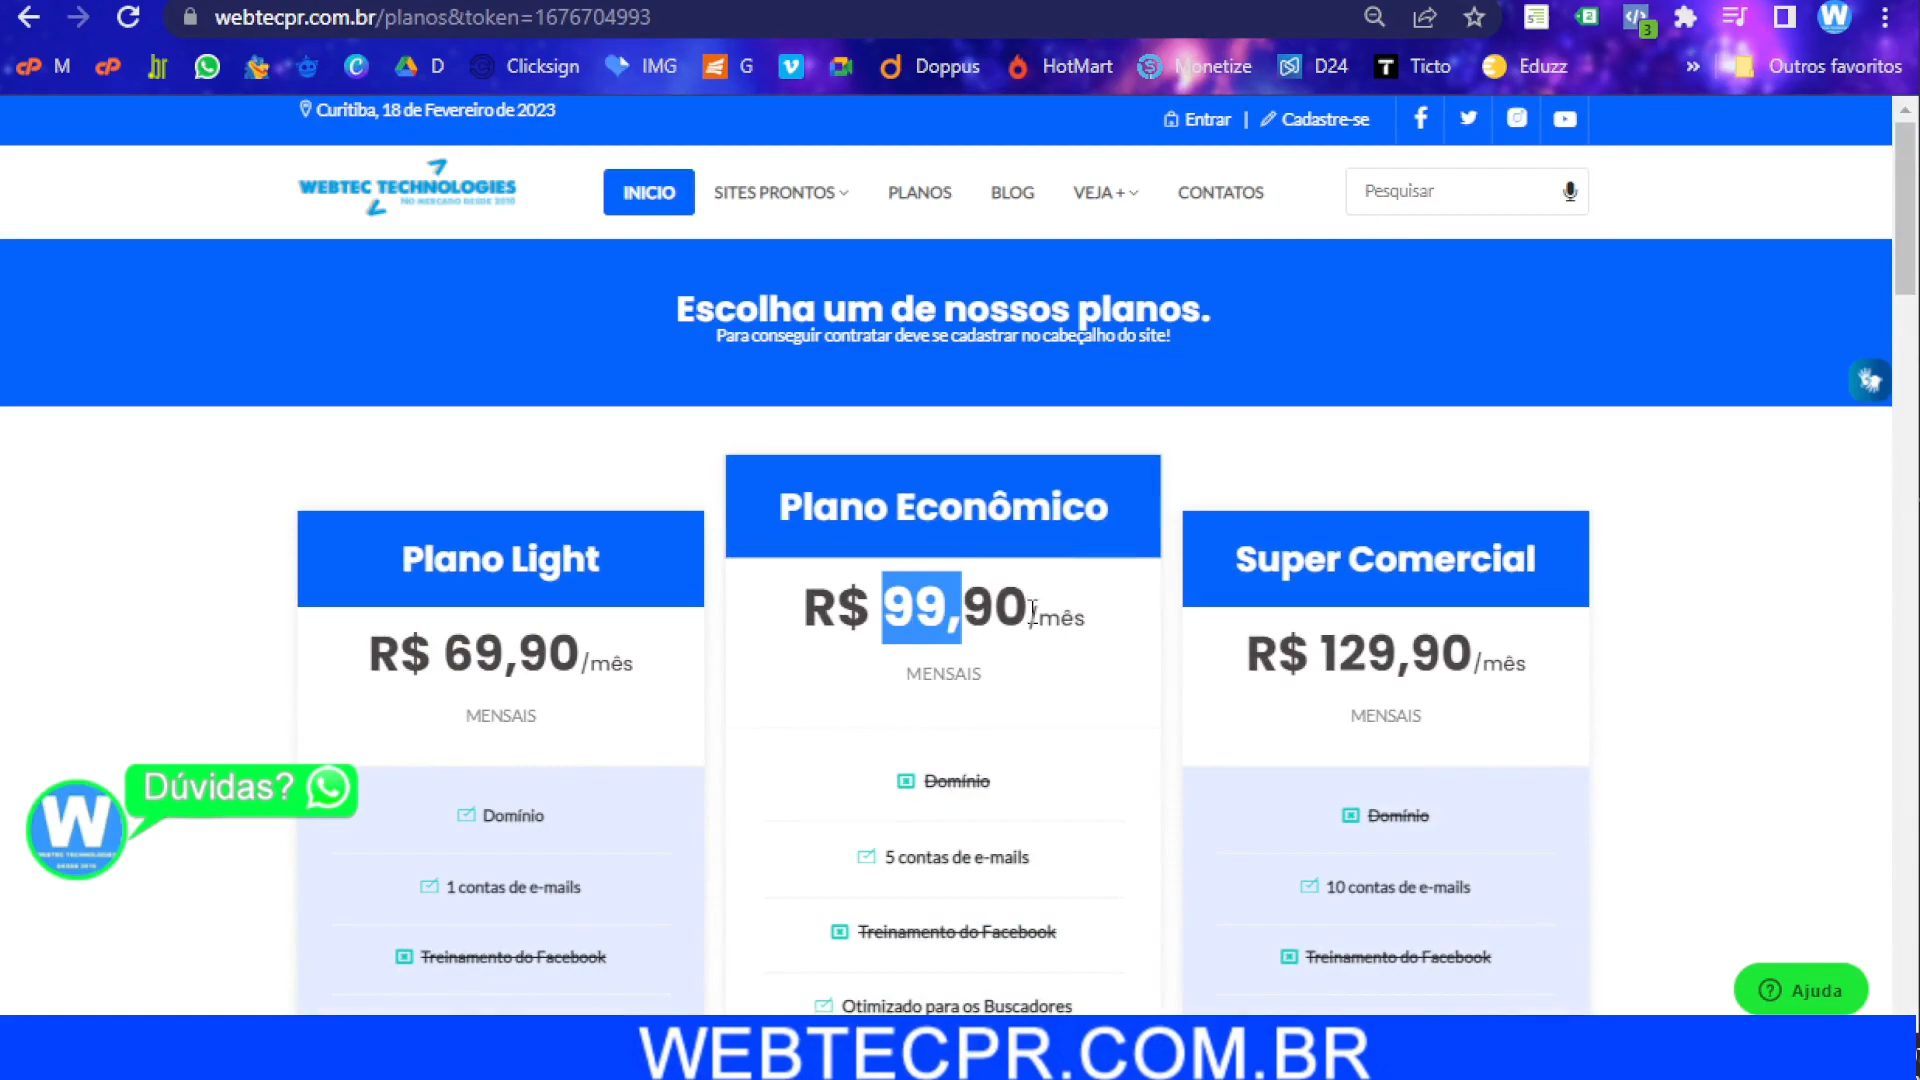 webtecpr.com.br/planos&token=1676704993
M
Clicksign
IMG
G
D
Doppus
HotMart
Monetize
D24
Ticto
Eduzz
»
Outros favoritos
Curitiba, 18 de Fevereiro de 2023
Entrar | Cadastre-se
WEBTEC TECHNOLOGIES
NO MERCADO DESDE 2016
INICIO
SITES PRONTOS
PLANOS
BLOG
VEJA +
CONTATOS
Pesquisar
Escolha um de nossos planos.
Para conseguir contratar deve se cadastrar no cabeçalho do site!
Plano Light
R$ 69,90/mês
MENSAIS
Domínio
1 contas de e-mails
Treinamento do Facebook
Plano Econômico
R$ 99,90/mês
MENSAIS
Domínio
5 contas de e-mails
Treinamento do Facebook
Otimizado para os Buscadores
Super Comercial
R$ 129,90/mês
MENSAIS
Domínio
10 contas de e-mails
Treinamento do Facebook
Dúvidas?
W
Ajuda
WEBTECPR.COM.BR